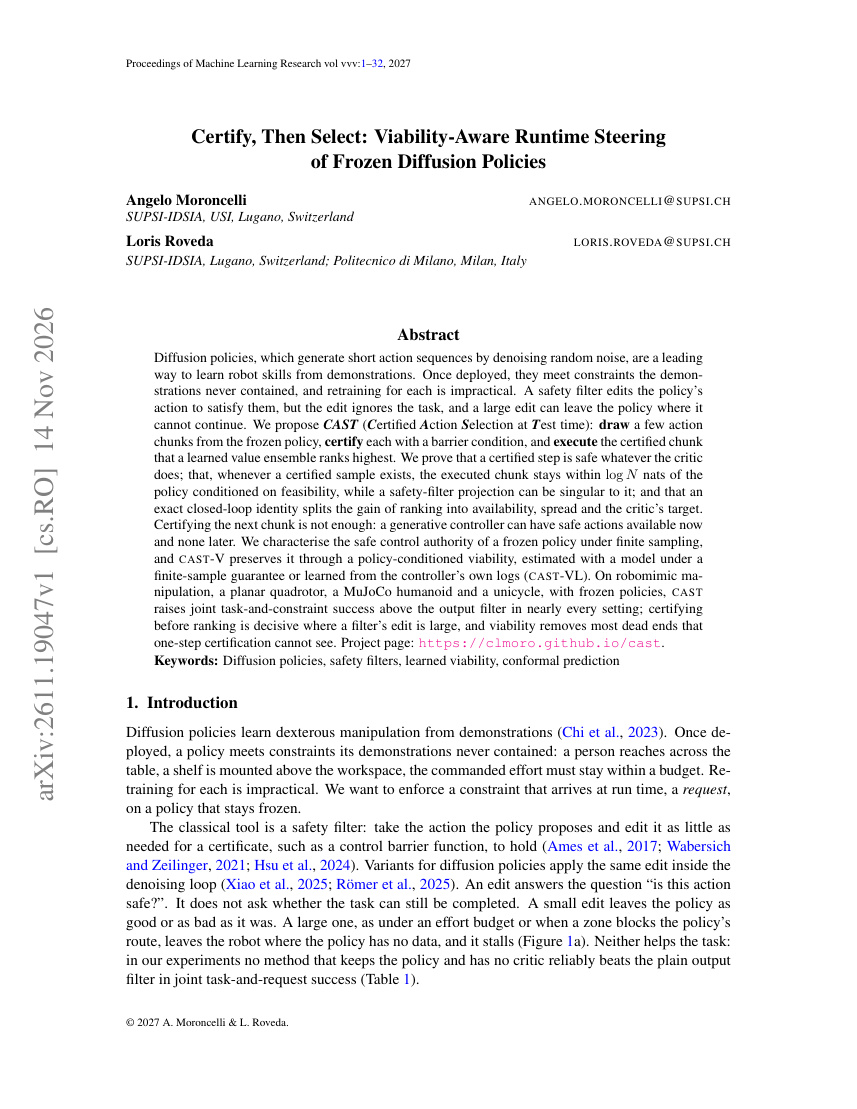 Proceedings of Machine Learning Research vol vvv:1–32, 2027
Certify, Then Select: Viability-Aware Runtime Steering
of Frozen Diffusion Policies
Angelo Moroncelli ANGELO.MORONCELLI@SUPSI.CH
SUPSI-IDSIA, USI, Lugano, Switzerland
Loris Roveda LORIS.ROVEDA@SUPSI.CH
SUPSI-IDSIA, Lugano, Switzerland; Politecnico di Milano, Milan, Italy
arXiv:2611.19047v1 [cs.RO] 14 Nov 2026
Abstract
Diffusion policies, which generate short action sequences by denoising random noise, are a leading
way to learn robot skills from demonstrations. Once deployed, they meet constraints the demon-
strations never contained, and retraining for each is impractical. A safety filter edits the policy's
action to satisfy them, but the edit ignores the task, and a large edit can leave the policy where it
cannot continue. We propose CAST (Certified Action Selection at Test time): draw a few action
chunks from the frozen policy, certify each with a barrier condition, and execute the certified chunk
that a learned value ensemble ranks highest. We prove that a certified step is safe whatever the critic
does; that, whenever a certified sample exists, the executed chunk stays within log N nats of the
policy conditioned on feasibility, while a safety-filter projection can be singular to it; and that an
exact closed-loop identity splits the gain of ranking into availability, spread and the critic's target.
Certifying the next chunk is not enough: a generative controller can have safe actions available now
and none later. We characterise the safe control authority of a frozen policy under finite sampling,
and CAST-V preserves it through a policy-conditioned viability, estimated with a model under a
finite-sample guarantee or learned from the controller's own logs (CAST-VL). On robomimic ma-
nipulation, a planar quadrotor, a MuJoCo humanoid and a unicycle, with frozen policies, CAST
raises joint task-and-constraint success above the output filter in nearly every setting; certifying
before ranking is decisive where a filter's edit is large, and viability removes most dead ends that
one-step certification cannot see. Project page: https://clmoro.github.io/cast.
Keywords: Diffusion policies, safety filters, learned viability, conformal prediction
1. Introduction
Diffusion policies learn dexterous manipulation from demonstrations (Chi et al., 2023). Once de-
ployed, a policy meets constraints its demonstrations never contained: a person reaches across the
table, a shelf is mounted above the workspace, the commanded effort must stay within a budget. Re-
training for each is impractical. We want to enforce a constraint that arrives at run time, a request,
on a policy that stays frozen.
The classical tool is a safety filter: take the action the policy proposes and edit it as little as
needed for a certificate, such as a control barrier function, to hold (Ames et al., 2017; Wabersich
and Zeilinger, 2021; Hsu et al., 2024). Variants for diffusion policies apply the same edit inside the
denoising loop (Xiao et al., 2025; Römer et al., 2025). An edit answers the question “is this action
safe?”. It does not ask whether the task can still be completed. A small edit leaves the policy as
good or as bad as it was. A large one, as under an effort budget or when a zone blocks the policy's
route, leaves the robot where the policy has no data, and it stalls (Figure 1a). Neither helps the task:
in our experiments no method that keeps the policy and has no critic reliably beats the plain output
filter in joint task-and-request success (Table 1).
© 2027 A. Moroncelli & L. Roveda.